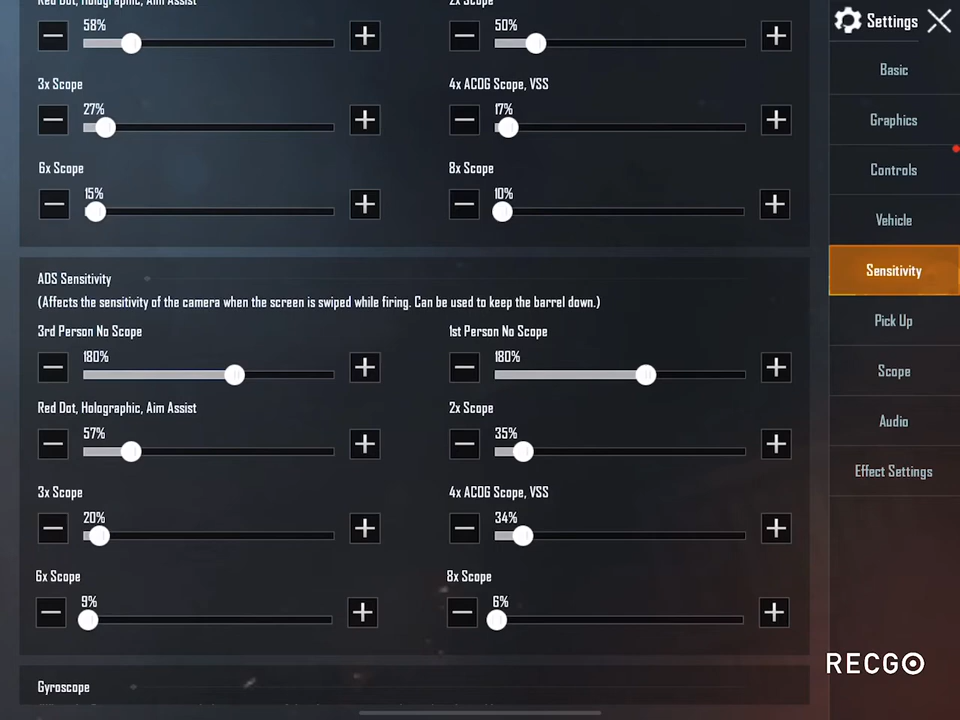 Red Dot, Holographic, Aim Assist
2x Scope
58%
50%
3x Scope
4x ACOG Scope, VSS
27%
17%
6x Scope
8x Scope
15%
10%
ADS Sensitivity
(Affects the sensitivity of the camera when the screen is swiped while firing. Can be used to keep the barrel down.)
3rd Person No Scope
1st Person No Scope
180%
180%
Red Dot, Holographic, Aim Assist
2x Scope
57%
35%
3x Scope
4x ACOG Scope, VSS
20%
34%
6x Scope
8x Scope
9%
6%
Gyroscope
Settings
Basic
Graphics
Controls
Vehicle
Sensitivity
Pick Up
Scope
Audio
Effect Settings
RECGO